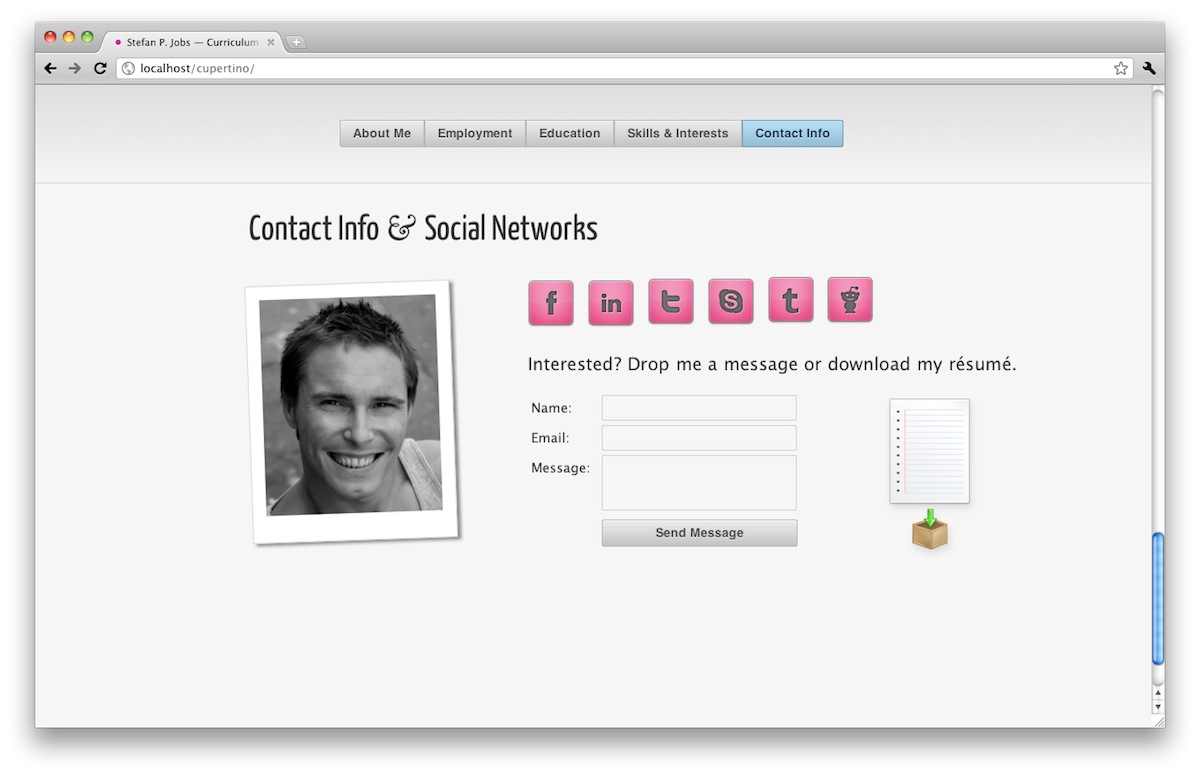 Stefan P. Jobs — Curriculum
localhost/cupertino/
About Me Employment Education Skills & Interests Contact Info
Contact Info & Social Networks
f in t S t
Interested? Drop me a message or download my résumé.
Name:
Email:
Message:
Send Message